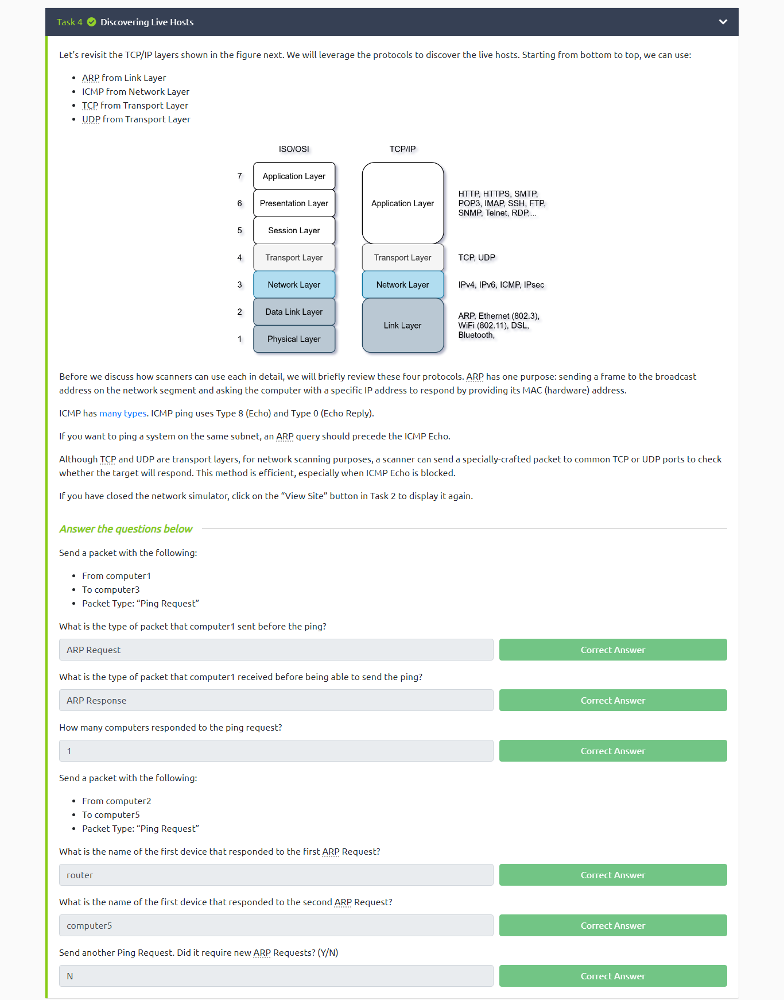 Task 4 Discovering Live Hosts
Let’s revisit the TCP/IP layers shown in the figure next. We will leverage the protocols to discover the live hosts. Starting from bottom to top, we can use:
ARP from Link Layer
ICMP from Network Layer
TCP from Transport Layer
UDP from Transport Layer
ISO/OSI TCP/IP
7 Application Layer
6 Presentation Layer
5 Session Layer
4 Transport Layer
3 Network Layer
2 Data Link Layer
1 Physical Layer
Application Layer
HTTP, HTTPS, SMTP,
POP3, IMAP, SSH, FTP,
SNMP, Telnet, RDP,...
Transport Layer TCP, UDP
Network Layer IPv4, IPv6, ICMP, IPsec
Link Layer
ARP, Ethernet (802.3),
WiFi (802.11), DSL,
Bluetooth,
Before we discuss how scanners can use each in detail, we will briefly review these four protocols. ARP has one purpose: sending a frame to the broadcast
address on the network segment and asking the computer with a specific IP address to respond by providing its MAC (hardware) address.
ICMP has many types. ICMP ping uses Type 8 (Echo) and Type 0 (Echo Reply).
If you want to ping a system on the same subnet, an ARP query should precede the ICMP Echo.
Although TCP and UDP are transport layers, for network scanning purposes, a scanner can send a specially-crafted packet to common TCP or UDP ports to check
whether the target will respond. This method is efficient, especially when ICMP Echo is blocked.
If you have closed the network simulator, click on the “View Site” button in Task 2 to display it again.
Answer the questions below
Send a packet with the following:
From computer1
To computer3
Packet Type: “Ping Request”
What is the type of packet that computer1 sent before the ping?
ARP Request Correct Answer
What is the type of packet that computer1 received before being able to send the ping?
ARP Response Correct Answer
How many computers responded to the ping request?
1 Correct Answer
Send a packet with the following:
From computer2
To computer5
Packet Type: “Ping Request”
What is the name of the first device that responded to the first ARP Request?
router Correct Answer
What is the name of the first device that responded to the second ARP Request?
computer5 Correct Answer
Send another Ping Request. Did it require new ARP Requests? (Y/N)
N Correct Answer